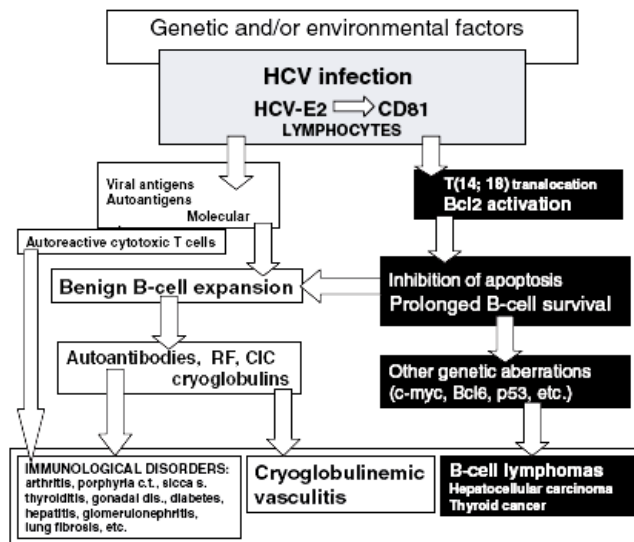 Genetic and/or environmental factors
HCV infection
HCV-E2 CD81
LYMPHOCYTES
Viral antigens
Autoantigens
Molecular
T(14; 18) translocation
Bcl2 activation
Autoreactive cytotoxic T cells
Benign B-cell expansion
Inhibition of apoptosis
Prolonged B-cell survival
Autoantibodies, RF, CIC
cryoglobulins
Other genetic aberrations
(c-myc, Bcl6, p53, etc.)
IMMUNOLOGICAL DISORDERS:
arthritis, porphyria c.t., sicca s.
thyroiditis, gonadal dis., diabetes,
hepatitis, glomerulonephritis,
lung fibrosis, etc.
Cryoglobulinemic
vasculitis
B-cell lymphomas
Hepatocellular carcinoma
Thyroid cancer